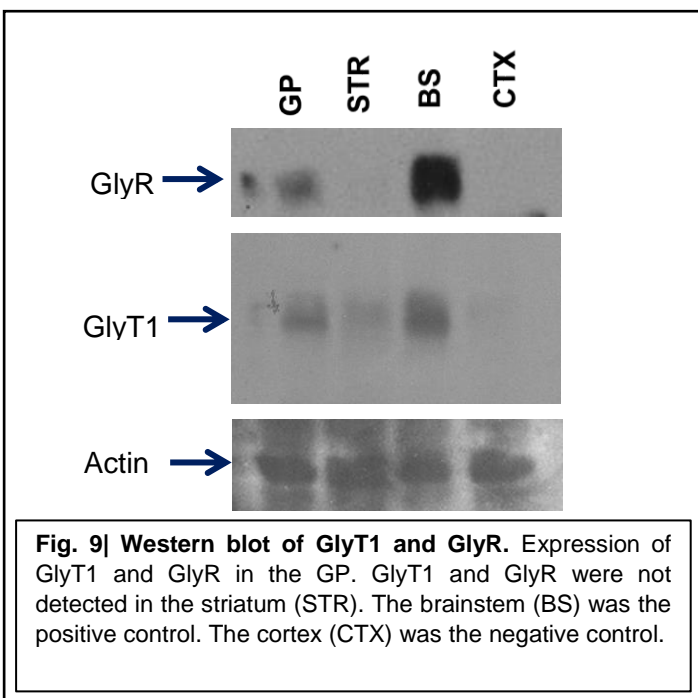 GP STR BS CTX
GlyR
GlyT1
Actin
Fig. 9| Western blot of GlyT1 and GlyR. Expression of
GlyT1 and GlyR in the GP. GlyT1 and GlyR were not
detected in the striatum (STR). The brainstem (BS) was the
positive control. The cortex (CTX) was the negative control.